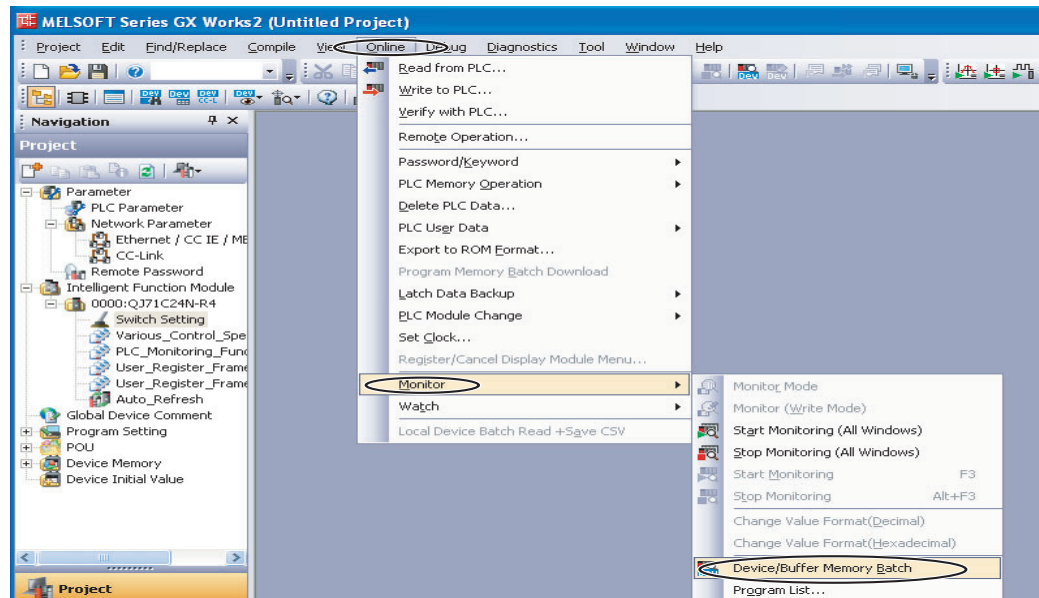 MELSOFT Series GX Works2 (Untitled Project)
Project Edit Find/Replace Compile View Online Debug Diagnostics Tool Window Help
Navigation
Project
Parameter
PLC Parameter
Network Parameter
Ethernet / CC IE / ME
CC-Link
Remote Password
Intelligent Function Module
0000:QJ71C24N-R4
Switch Setting
Various_Control_Spe
PLC_Monitoring_Func
User_Register_Frame
User_Register_Frame
Auto_Refresh
Global Device Comment
Program Setting
POU
Device Memory
Device Initial Value
Project
Read from PLC...
Write to PLC...
Verify with PLC...
Remote Operation...
Password/Keyword
PLC Memory Operation
Delete PLC Data...
PLC User Data
Export to ROM Format...
Program Memory Batch Download
Latch Data Backup
PLC Module Change
Set Clock...
Register/Cancel Display Module Menu...
Monitor
Watch
Local Device Batch Read +Save CSV
Monitor Mode
Monitor (Write Mode)
Start Monitoring (All Windows)
Stop Monitoring (All Windows)
Start Monitoring F3
Stop Monitoring Alt+F3
Change Value Format(Decimal)
Change Value Format(Hexadecimal)
Device/Buffer Memory Batch
Program List...